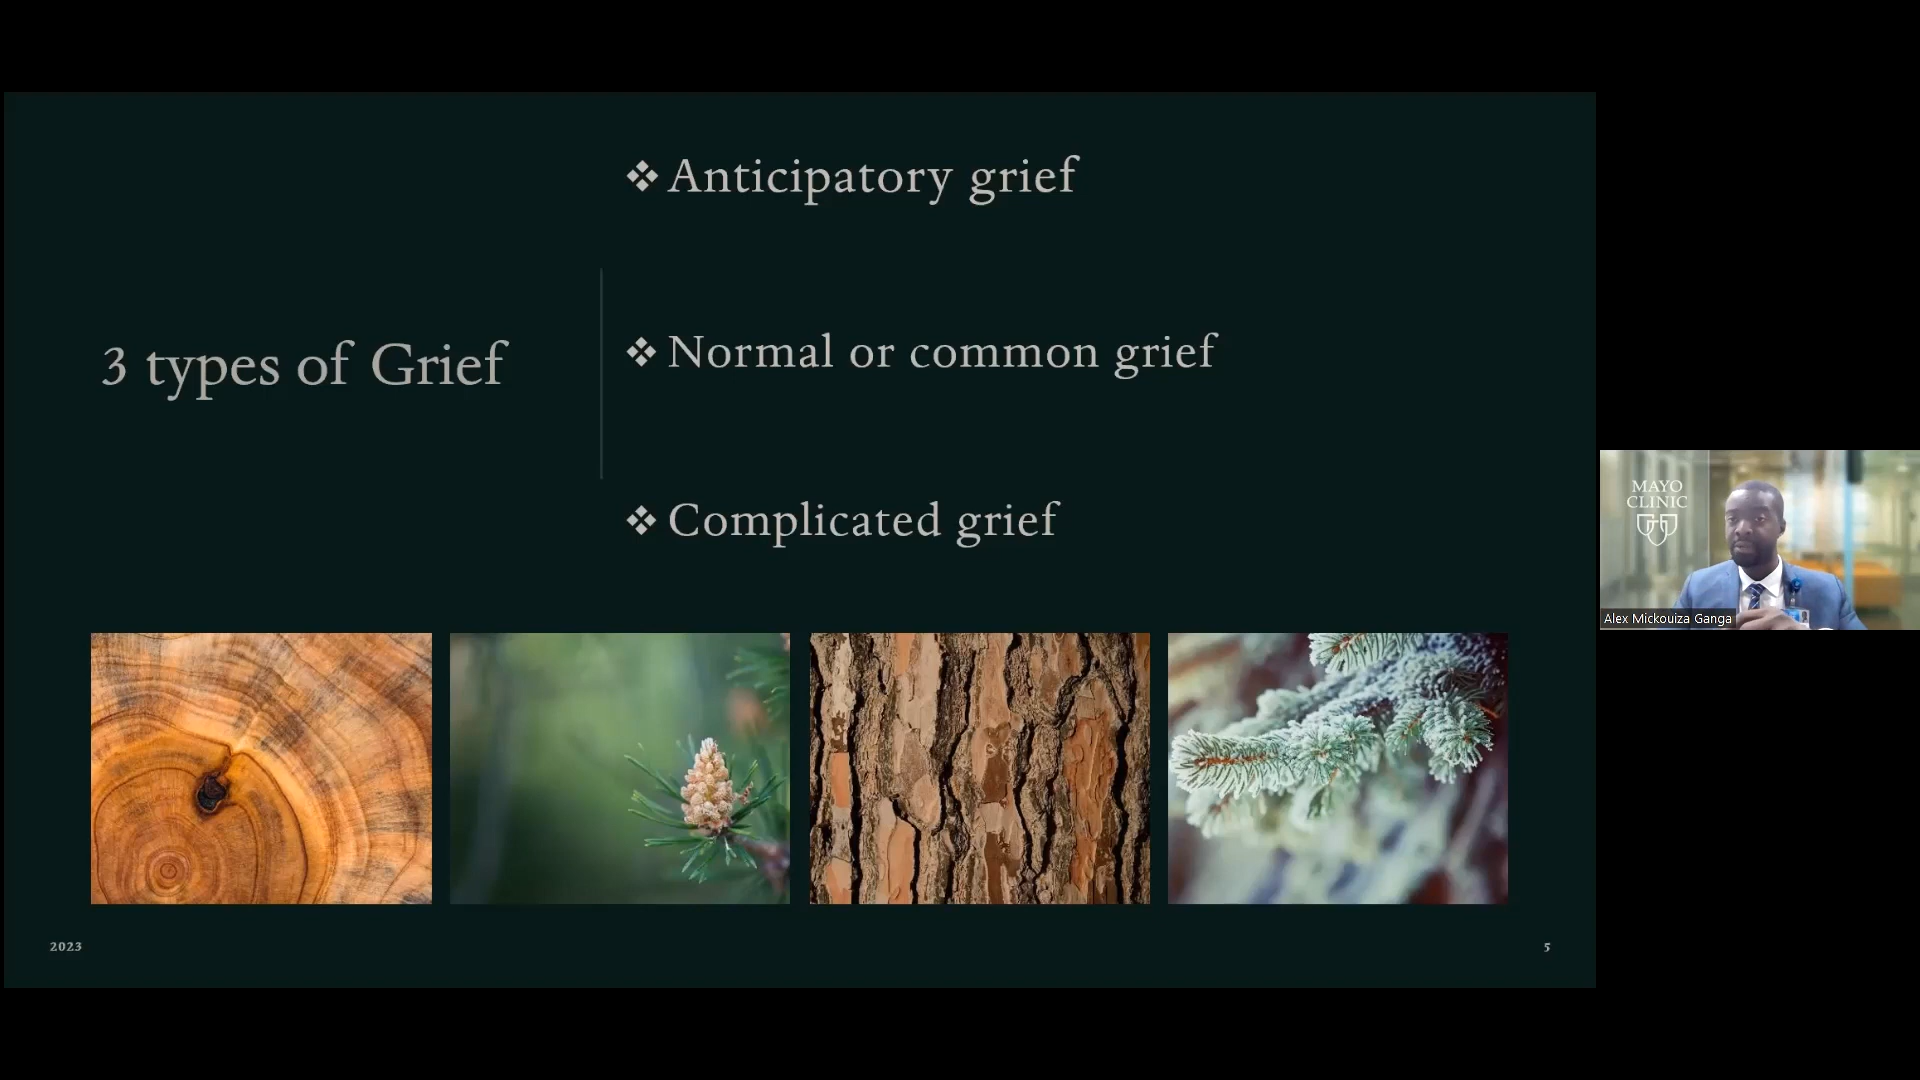 3 types of Grief
❖ Anticipatory grief
❖ Normal or common grief
❖ Complicated grief
2023
5
MAYO
CLINIC
Alex Mickouiza Ganga